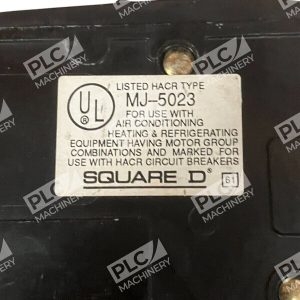 LISTED HACR TYPE
UL
MJ-5023
FOR USE WITH
AIR CONDITIONING
HEATING & REFRIGERATING
EQUIPMENT HAVING MOTOR GROUP
COMBINATIONS AND MARKED FOR
USE WITH HACR CIRCUIT BREAKERS
SQUARE D®
61
PLC MACHINERY